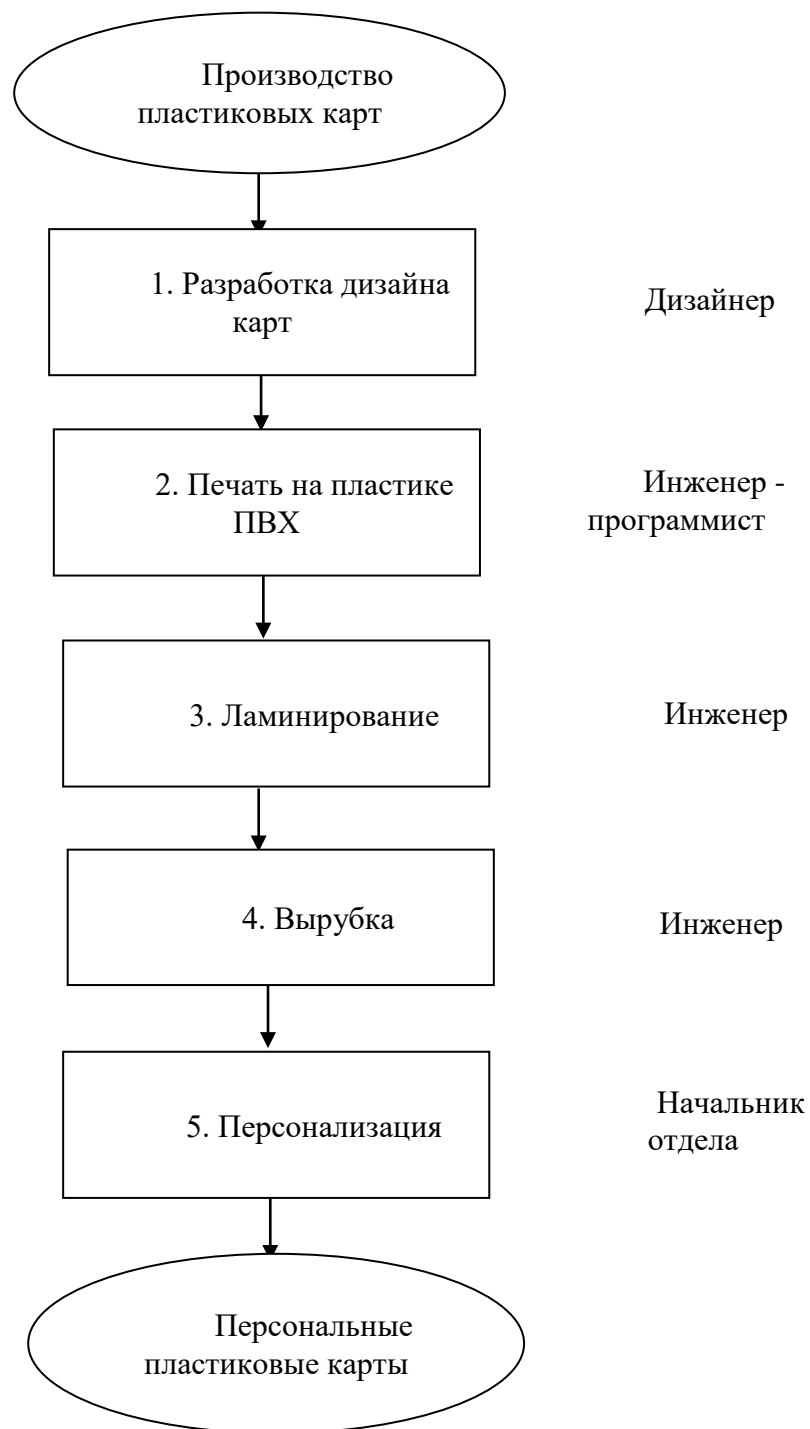 Производство
пластиковых карт
1. Разработка дизайна
карт
Дизайнер
2. Печать на пластике
ПВХ
Инженер -
программист
3. Ламинирование
Инженер
4. Вырубка
Инженер
5. Персонализация
Начальник
отдела
Персональные
пластиковые карты